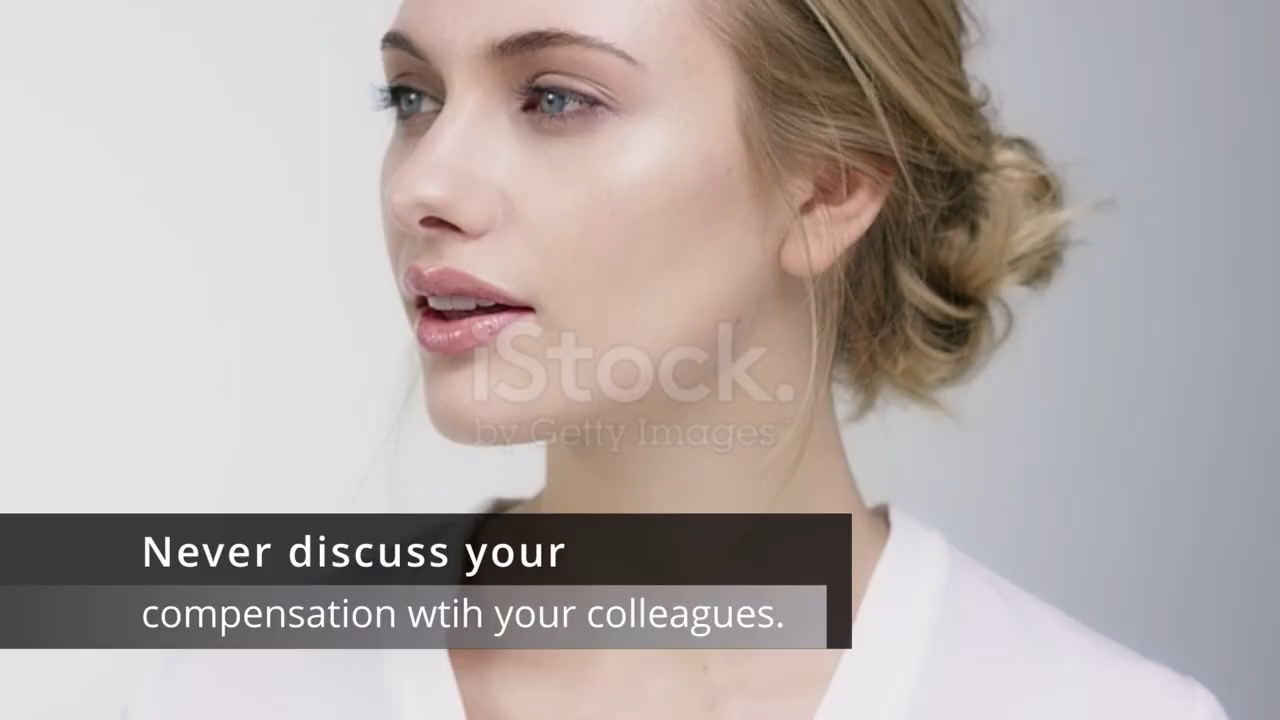 iStock.
by Getty Images
Never discuss your
compensation wtih your colleagues.